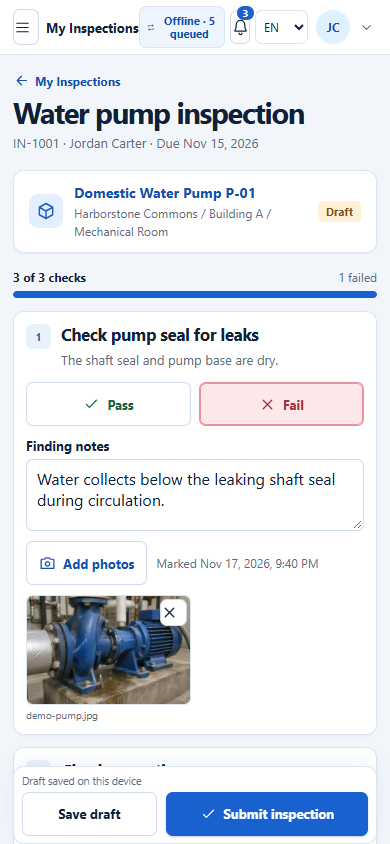 My Inspections
Offline · 5
queued
3
EN
JC
My Inspections
Water pump inspection
IN-1001 · Jordan Carter · Due Nov 15, 2026
Domestic Water Pump P-01
Harborstone Commons / Building A /
Mechanical Room
Draft
3 of 3 checks
1 failed
1
Check pump seal for leaks
The shaft seal and pump base are dry.
Pass
Fail
Finding notes
Water collects below the leaking shaft seal
during circulation.
Add photos
Marked Nov 17, 2026, 9:40 PM
demo-pump.jpg
Draft saved on this device
Save draft
Submit inspection